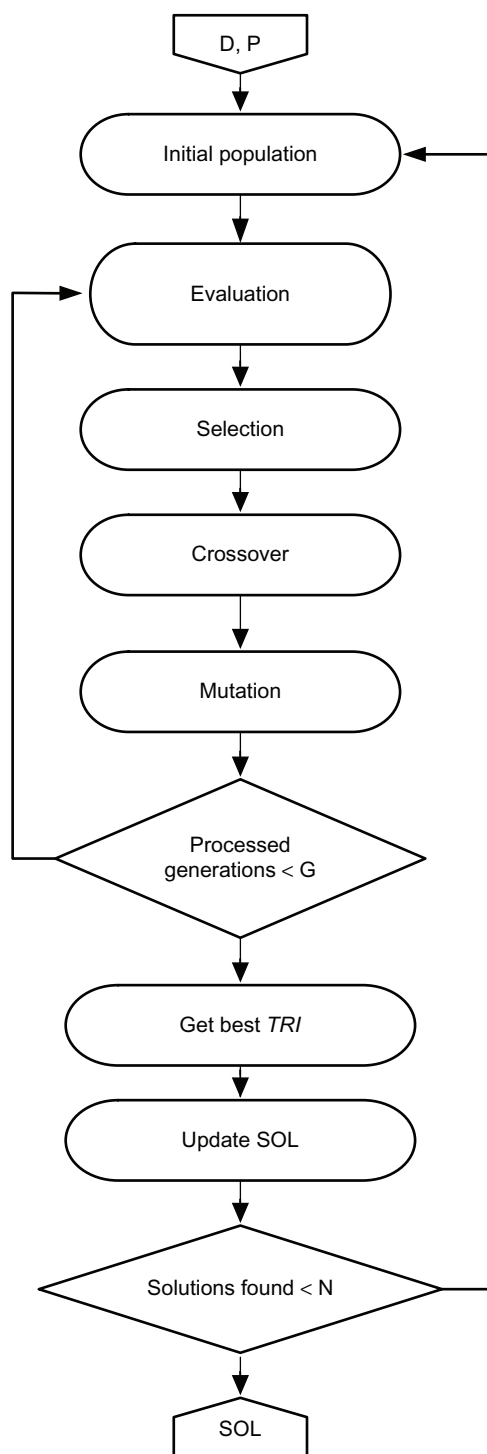 D, P
Initial population
Evaluation
Selection
Crossover
Mutation
Processed
generations < G
Get best TRI
Update SOL
Solutions found < N
SOL